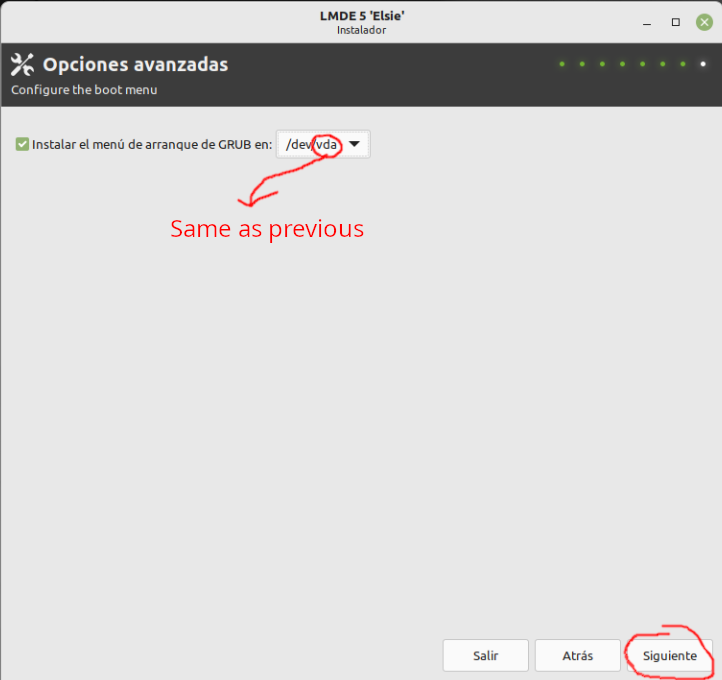 LMDE 5 'Elsie'
Instalador
Opciones avanzadas
Configure the boot menu
Instalar el menú de arranque de GRUB en: /dev/vda
Same as previous
Salir Atrás Siguiente